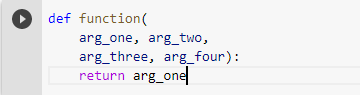 def function(
    arg_one, arg_two,
    arg_three, arg_four):
    return arg_one